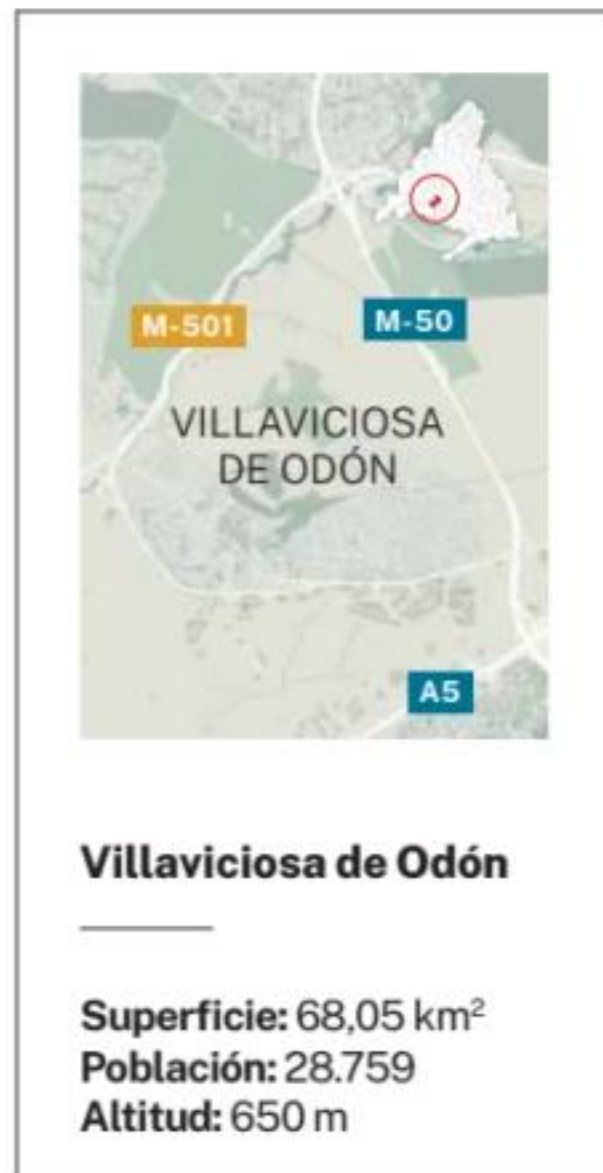 M-501
M-50
VILLAVICIOSA
DE ODÓN
A5
Villaviciosa de Odón
Superficie: 68,05 km²
Población: 28.759
Altitud: 650 m